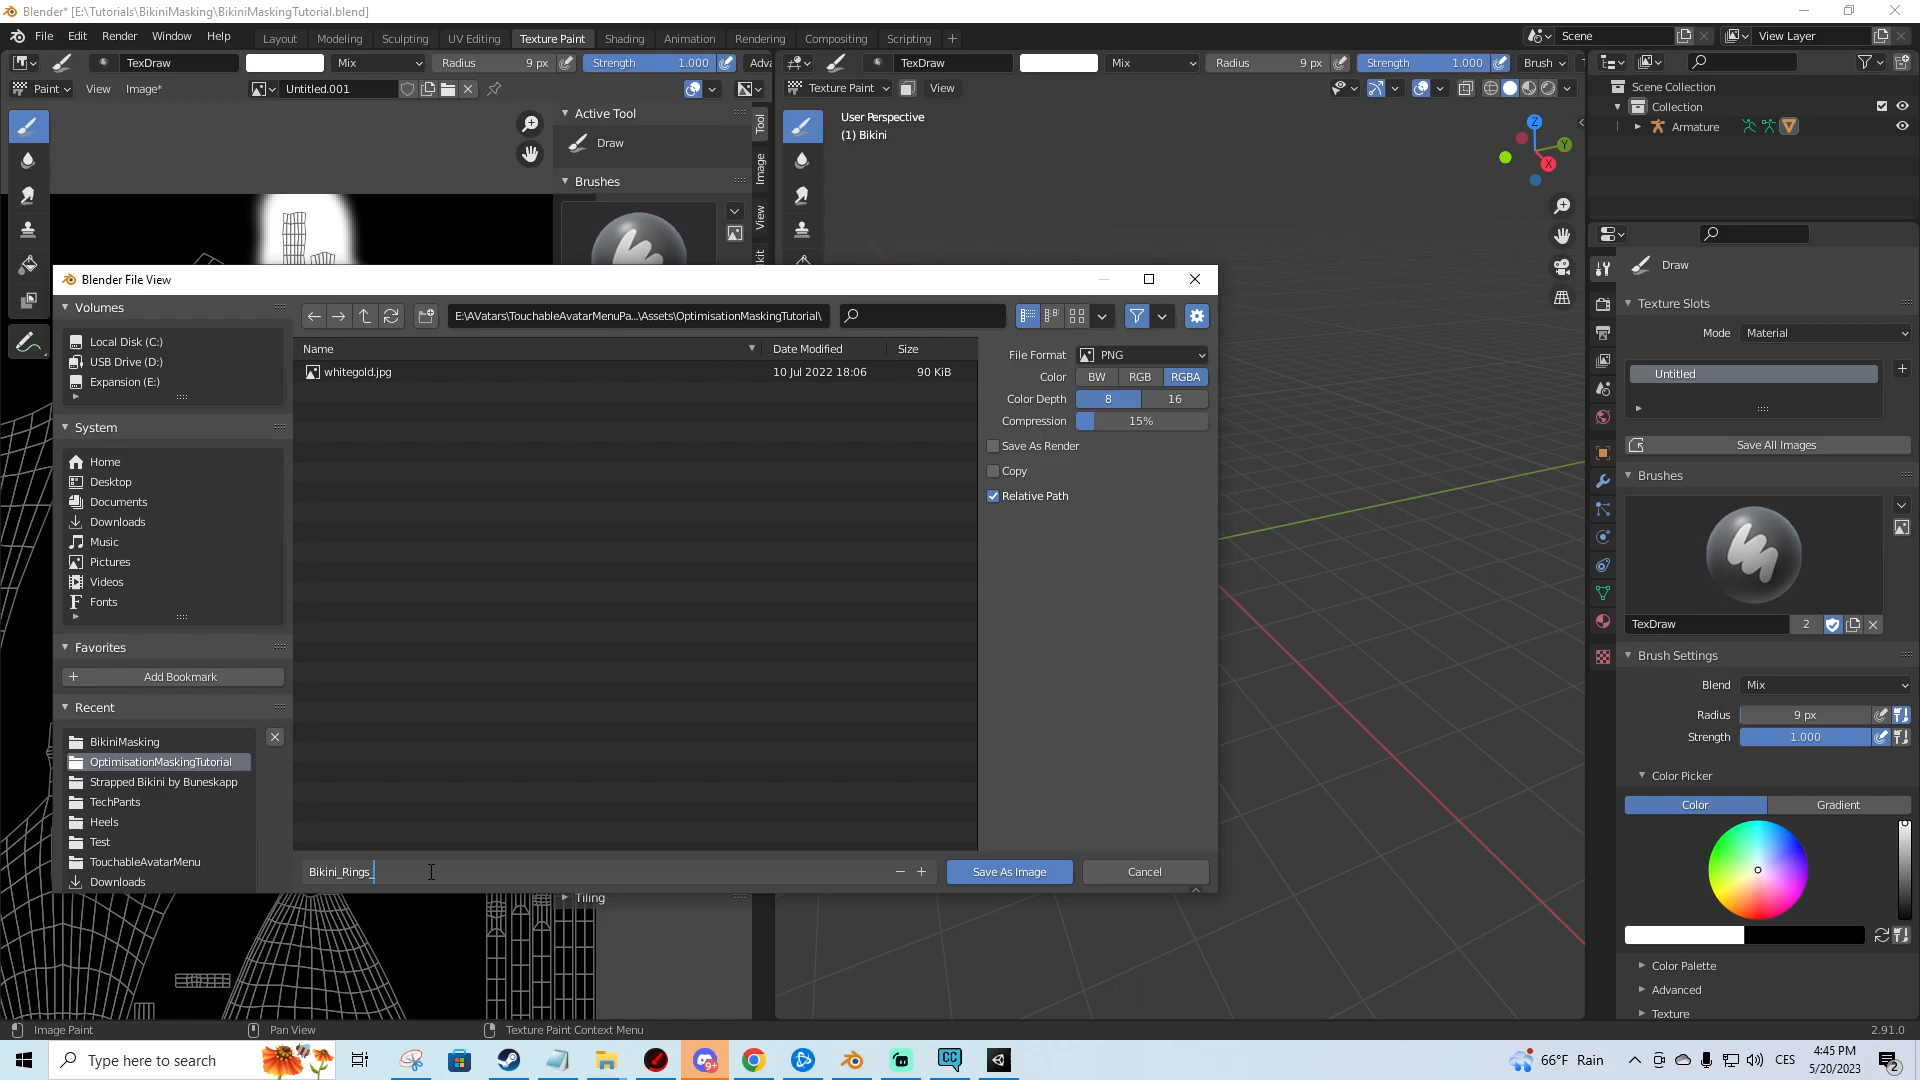 Blender* [E:\Tutorials\BikiniMasking\BikiniMaskingTutorial.blend]
File Edit Render Window Help Layout Modeling Sculpting UV Editing Texture Paint Shading Animation Rendering Compositing Scripting Scene View Layer
TexDraw Mix Radius 9 px Strength 1.000 Adv TexDraw Mix Radius 9 px Strength 1.000 Brush
Paint View Image* Untitled.001 Texture Paint View Scene Collection
Collection
Armature
Active Tool
Draw
Brushes
Tool
Image
View
User Perspective
(1) Bikini
Z
Y
X
Blender File View
Volumes
Local Disk (C:)
USB Drive (D:)
Expansion (E:)
System
Home
Desktop
Documents
Downloads
Music
Pictures
Videos
Fonts
Favorites
Add Bookmark
Recent
BikiniMasking
OptimisationMaskingTutorial
Strapped Bikini by Buneskapp
TechPants
Heels
Test
TouchableAvatarMenu
Downloads
E:\AVatars\TouchableAvatarMenuPa...\Assets\OptimisationMaskingTutorial\
Name Date Modified Size
whitegold.jpg 10 Jul 2022 18:06 90 KiB
File Format PNG
Color BW RGB RGBA
Color Depth 8 16
Compression 15%
Save As Render
Copy
Relative Path
Bikini_Rings_
Save As Image Cancel
Tiling
Draw
Texture Slots
Mode Material
Untitled
Save All Images
Brushes
TexDraw 2
Brush Settings
Blend Mix
Radius 9 px
Strength 1.000
Color Picker
Color Gradient
Color Palette
Advanced
Texture
Image Paint Pan View Texture Paint Context Menu 2.91.0
Type here to search 9+ CC 66°F Rain CES 4:45 PM
5/20/2023 2